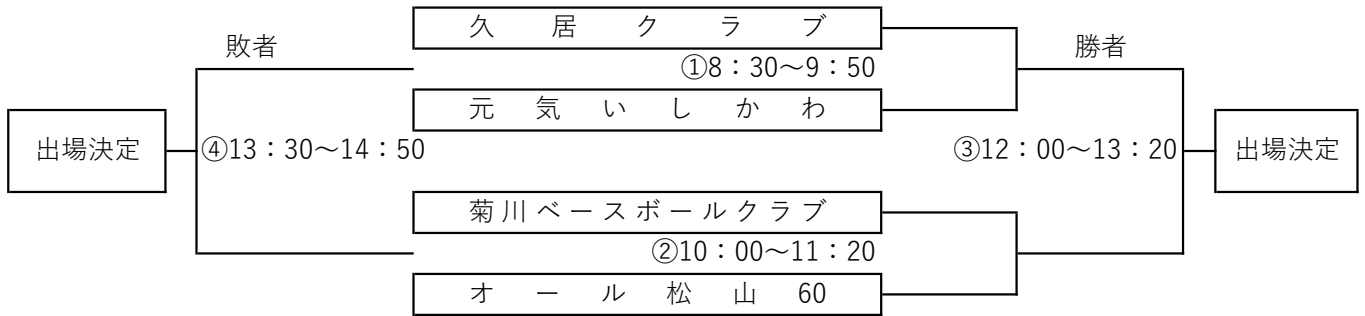 久居クラブ
敗者
勝者
①8：30～9：50
元気いしかわ
出場決定
④13：30～14：50
③12：00～13：20
出場決定
菊川ベースボールクラブ
②10：00～11：20
オール松山60